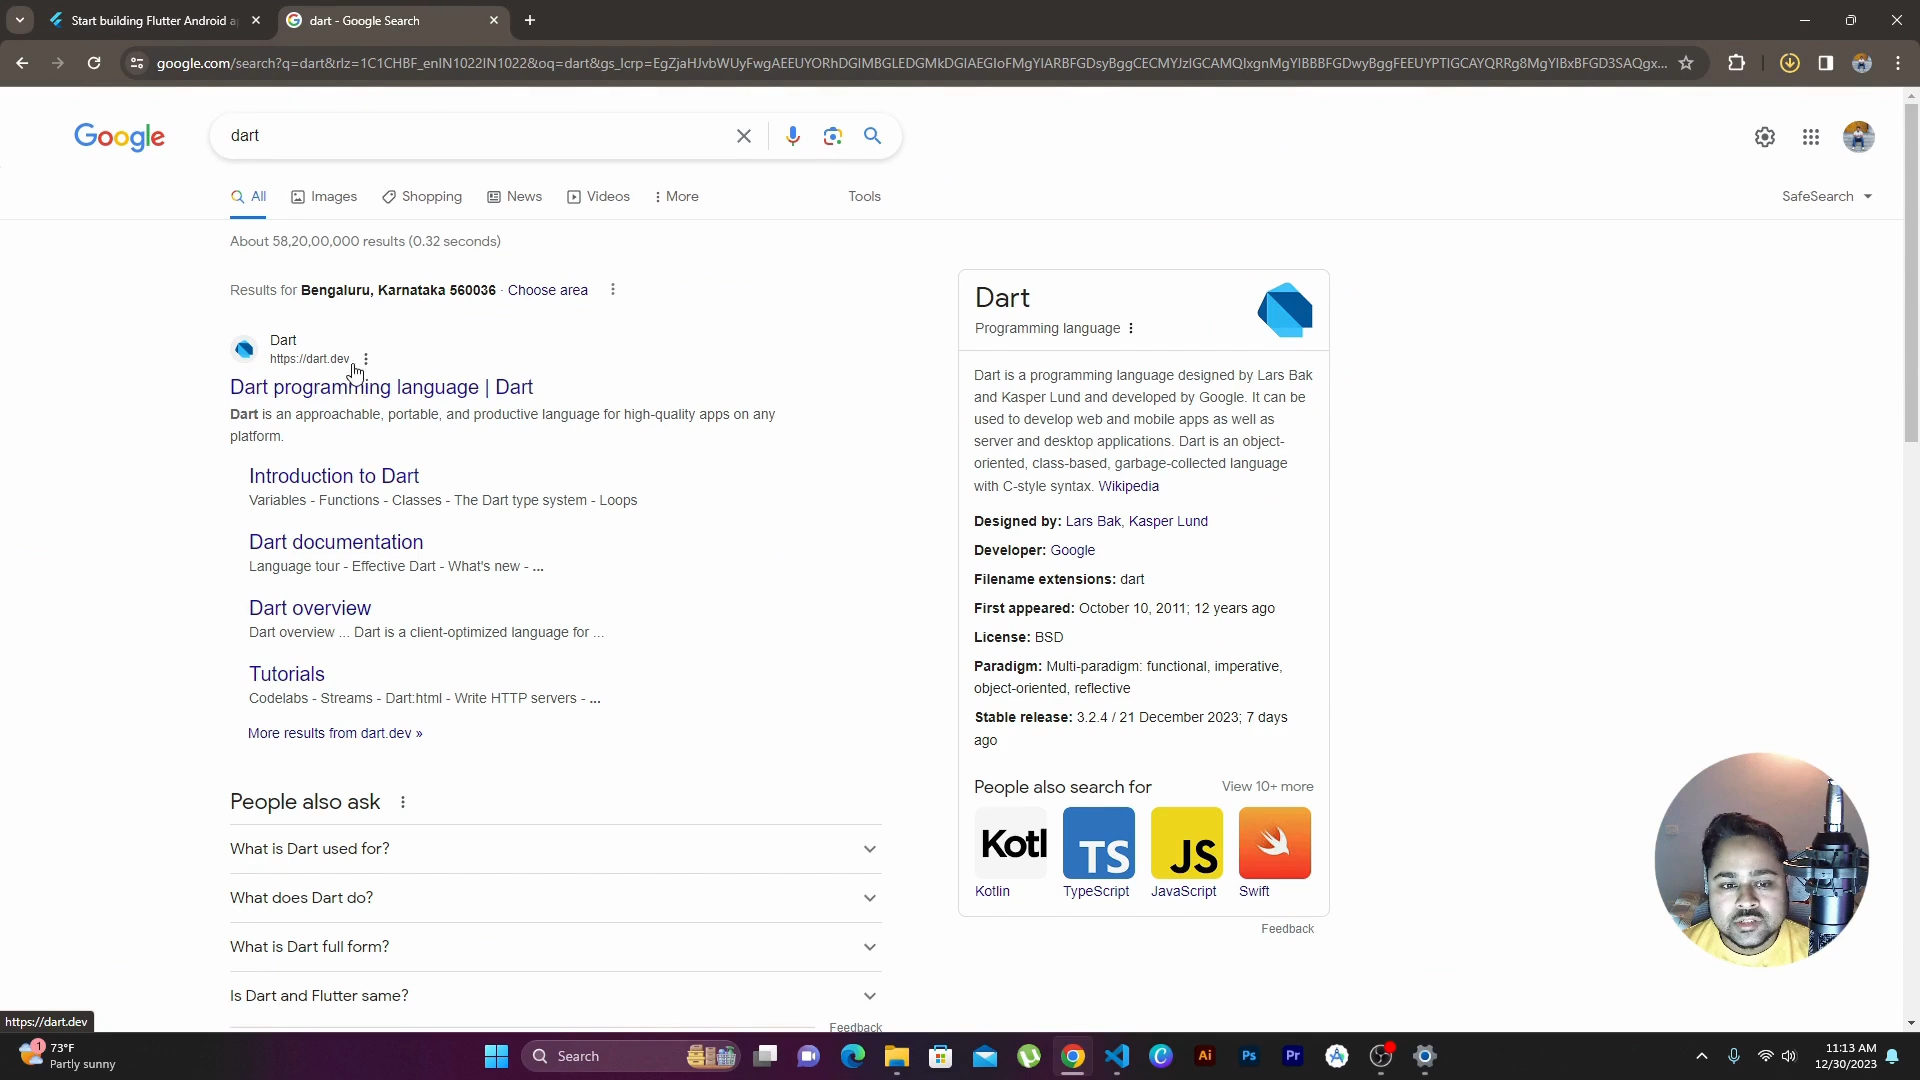 Start building Flutter Android a
dart - Google Search
google.com/search?q=dart&rlz=1C1CHBF_enIN1022IN1022&oq=dart&gs_lcrp=
Google
dart
All
Images
Shopping
News
Videos
More
Tools
SafeSearch
About 58,20,00,000 results (0.32 seconds)
Results for Bengaluru, Karnataka 560036 · Choose area
Dart
https://dart.dev
Dart programming language | Dart
Dart is an approachable, portable, and productive language for high-quality apps on any
platform.
Introduction to Dart
Variables - Functions - Classes - The Dart type system - Loops
Dart documentation
Language tour - Effective Dart - What's new - ...
Dart overview
Dart overview ... Dart is a client-optimized language for ...
Tutorials
Codelabs - Streams - Dart:html - Write HTTP servers - ...
More results from dart.dev »
People also ask
What is Dart used for?
What does Dart do?
What is Dart full form?
Is Dart and Flutter same?
Feedback
Dart
Programming language
Dart is a programming language designed by Lars Bak
and Kasper Lund and developed by Google. It can be
used to develop web and mobile apps as well as
server and desktop applications. Dart is an object-
oriented, class-based, garbage-collected language
with C-style syntax. Wikipedia
Designed by: Lars Bak, Kasper Lund
Developer: Google
Filename extensions: dart
First appeared: October 10, 2011; 12 years ago
License: BSD
Paradigm: Multi-paradigm: functional, imperative,
object-oriented, reflective
Stable release: 3.2.4 / 21 December 2023; 7 days
ago
People also search for
View 10+ more
Kotl
TS
JS
Kotlin
TypeScript
JavaScript
Swift
Feedback
https://dart.dev
1
73°F
Partly sunny
Search
Ai
Ps
Pr
11:13 AM
12/30/2023